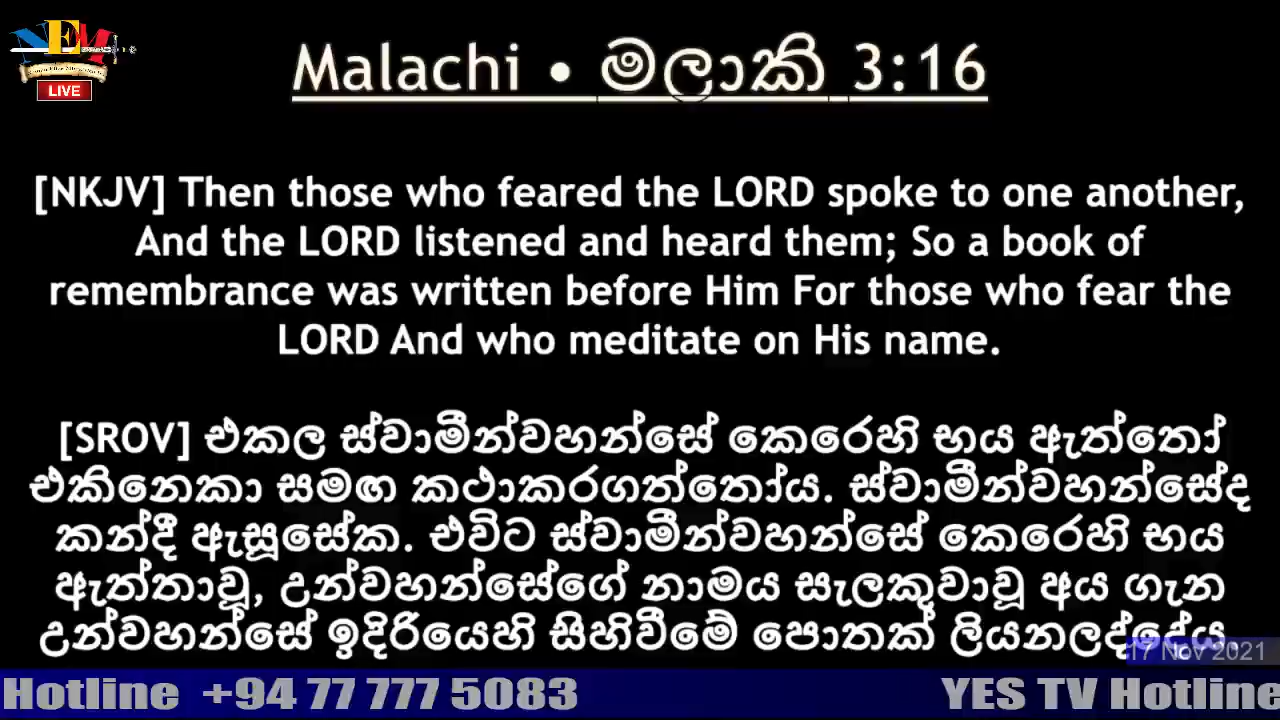 NEM
LIVE
Malachi • මලාකි 3:16
[NKJV] Then those who feared the LORD spoke to one another,
And the LORD listened and heard them; So a book of
remembrance was written before Him For those who fear the
LORD And who meditate on His name.
[SROV] එකල ස්වාමීන්වහන්සේ කෙරෙහි භය ඇත්තෝ
එකිනෙකා සමඟ කථාකරගත්තෝය. ස්වාමීන්වහන්සේද
කන්දී ඇසූසේක. එවිට ස්වාමීන්වහන්සේ කෙරෙහි භය
ඇත්තාවූ, උන්වහන්සේගේ නාමය සැලකුවාවූ අය ගැන
උන්වහන්සේ ඉදිරියෙහි සිහිවීමේ පොතක් ලියනලද්දේය.
17 Nov 2021
Hotline +94 77 777 5083 YES TV Hotline